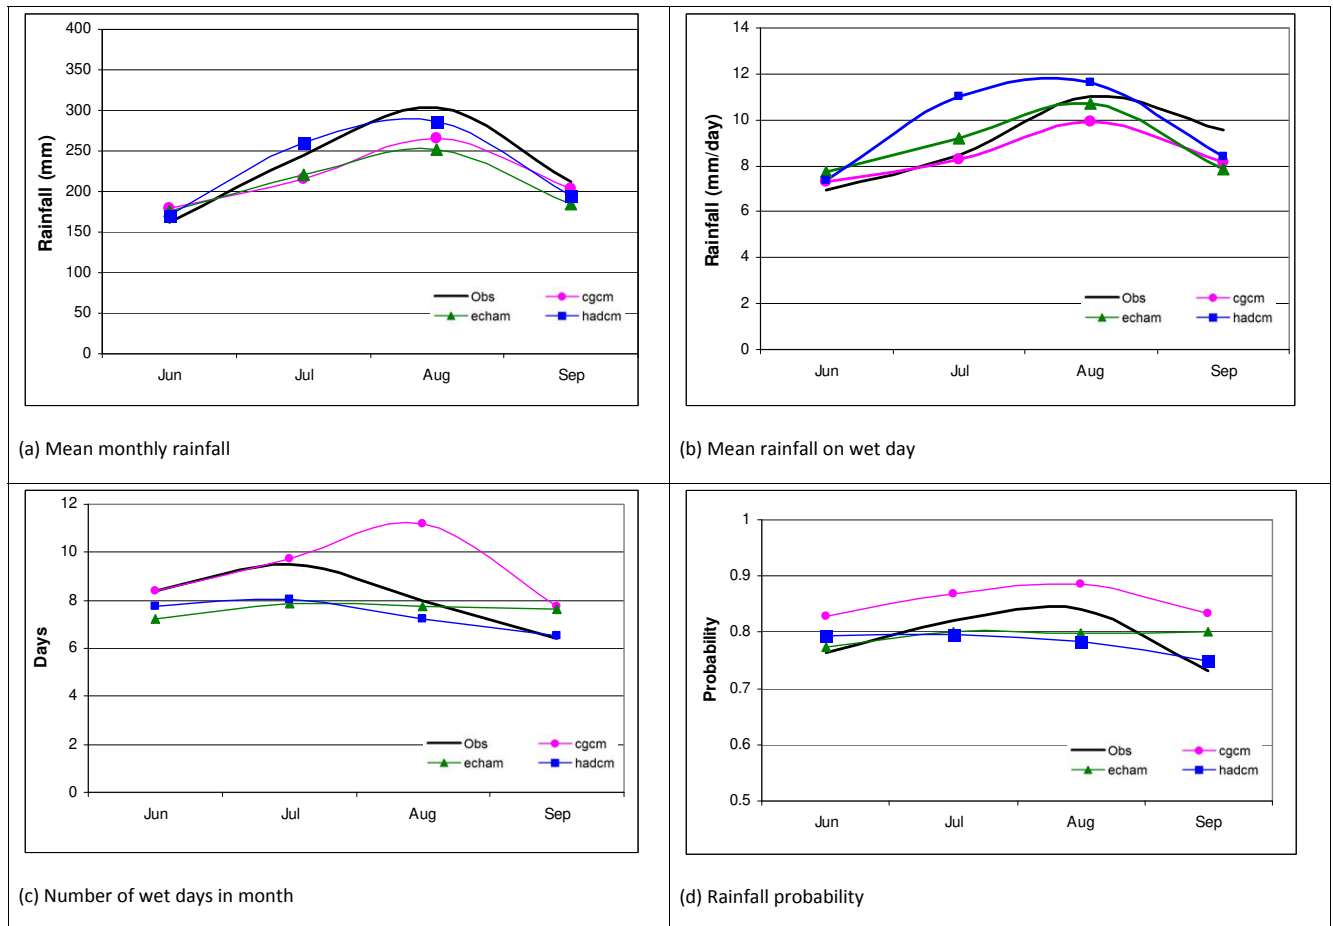 400
350
300
250
200
150
100
50
0
Rainfall (mm)
Jun Jul Aug Sep
Obs cgcm
echam hadcm
(a) Mean monthly rainfall
14
12
10
8
6
4
2
0
Rainfall (mm/day)
Jun Jul Aug Sep
Obs cgcm
echam hadcm
(b) Mean rainfall on wet day
12
10
8
6
4
2
0
Days
Jun Jul Aug Sep
Obs cgcm
echam hadcm
(c) Number of wet days in month
1
0.9
0.8
0.7
0.6
0.5
Probability
Jun Jul Aug Sep
Obs cgcm
echam hadcm
(d) Rainfall probability